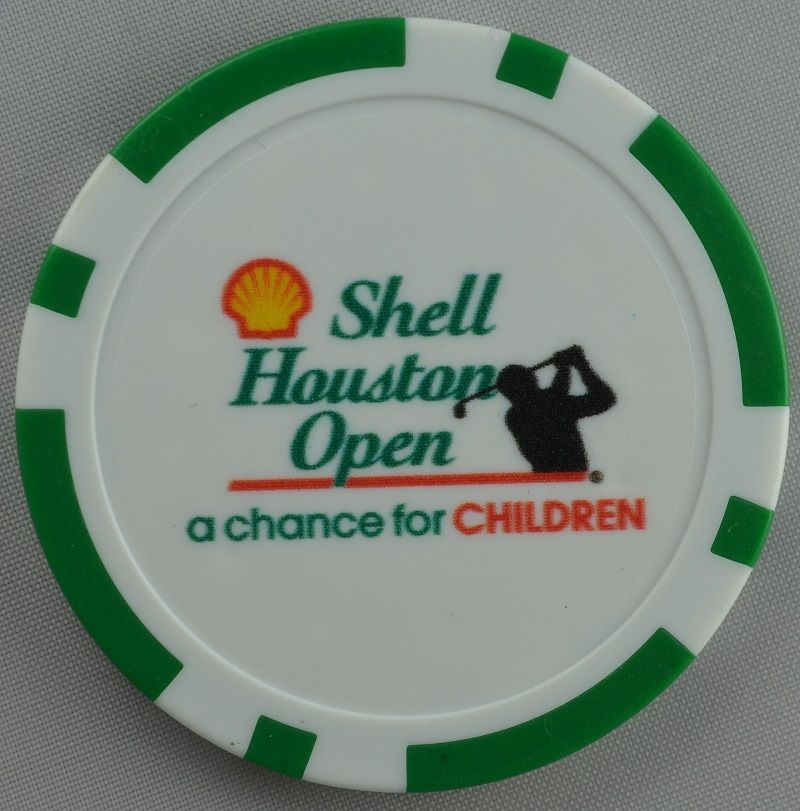 Shell
Houston
Open
a chance for CHILDREN